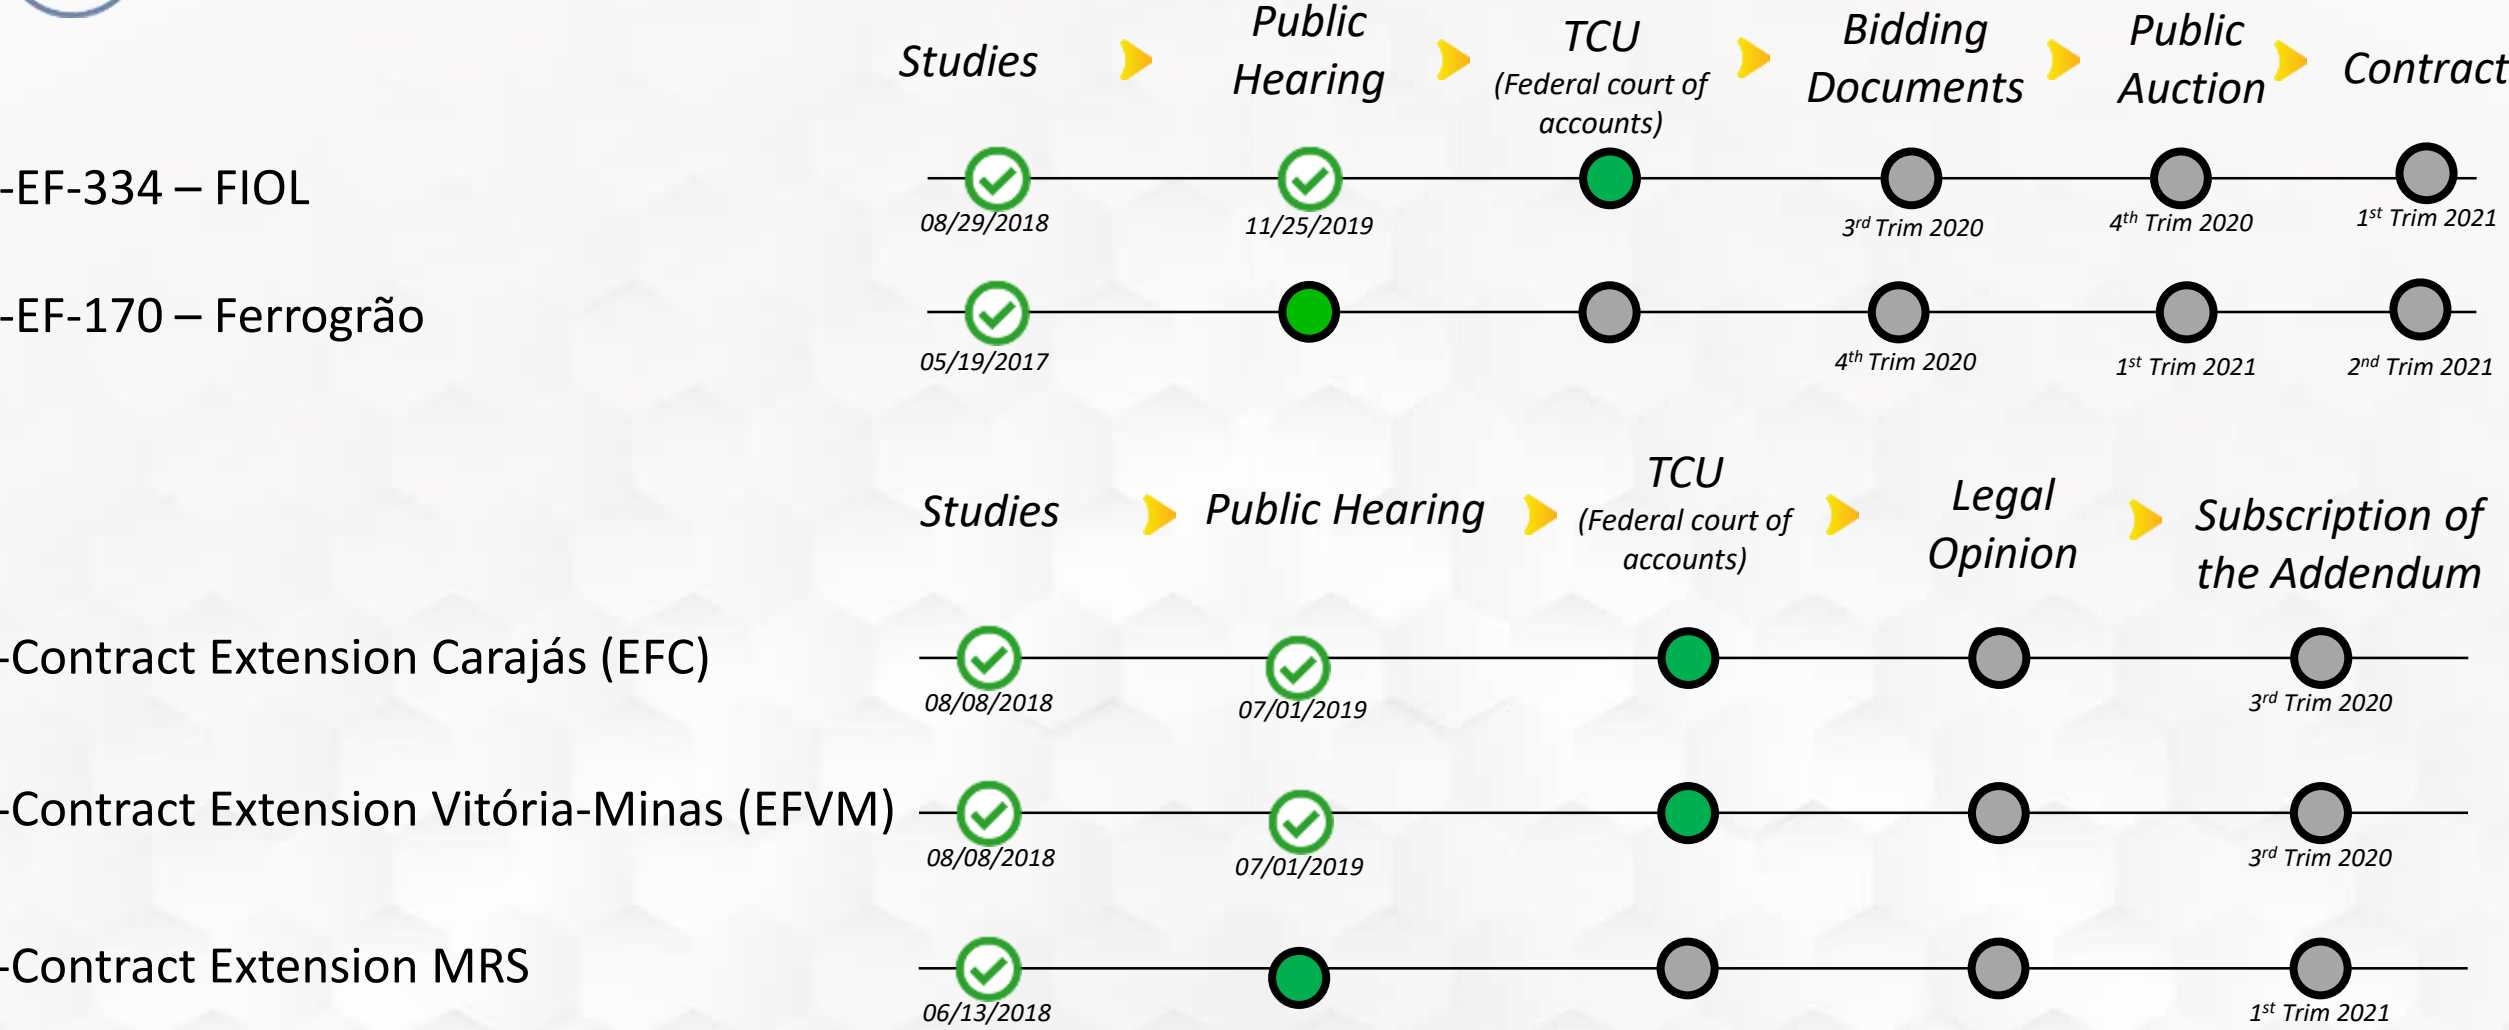 Studies
Public
Hearing
TCU
(Federal court of
accounts)
Bidding
Documents
Public
Auction
Contract
-EF-334 – FIOL
08/29/2018
11/25/2019
3rd Trim 2020
4th Trim 2020
1st Trim 2021
-EF-170 – Ferrogrão
05/19/2017
4th Trim 2020
1st Trim 2021
2nd Trim 2021
Studies
Public Hearing
TCU
(Federal court of
accounts)
Legal
Opinion
Subscription of
the Addendum
-Contract Extension Carajás (EFC)
08/08/2018
07/01/2019
3rd Trim 2020
-Contract Extension Vitória-Minas (EFVM)
08/08/2018
07/01/2019
3rd Trim 2020
-Contract Extension MRS
06/13/2018
1st Trim 2021